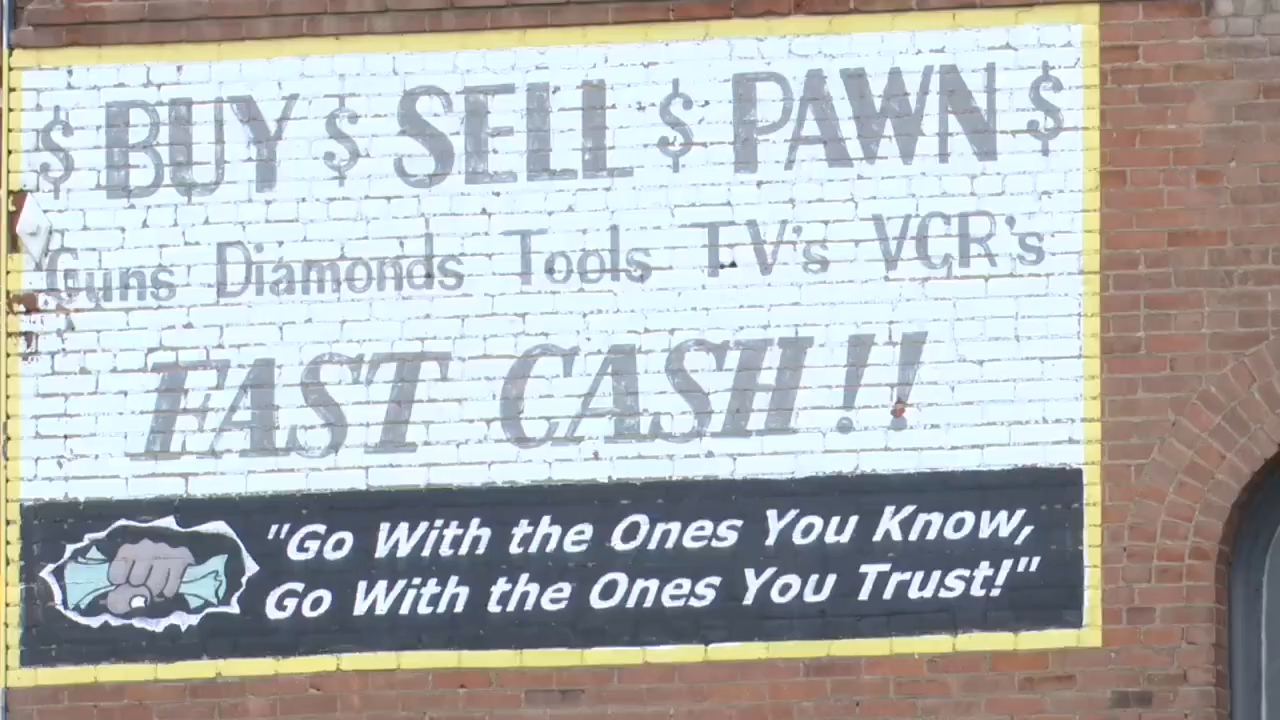 $ BUY $ SELL $ PAWN $
Guns Diamonds Tools T.V's VCR's
FAST CASH!!
"Go With the Ones You Know,
Go With the Ones You Trust!"